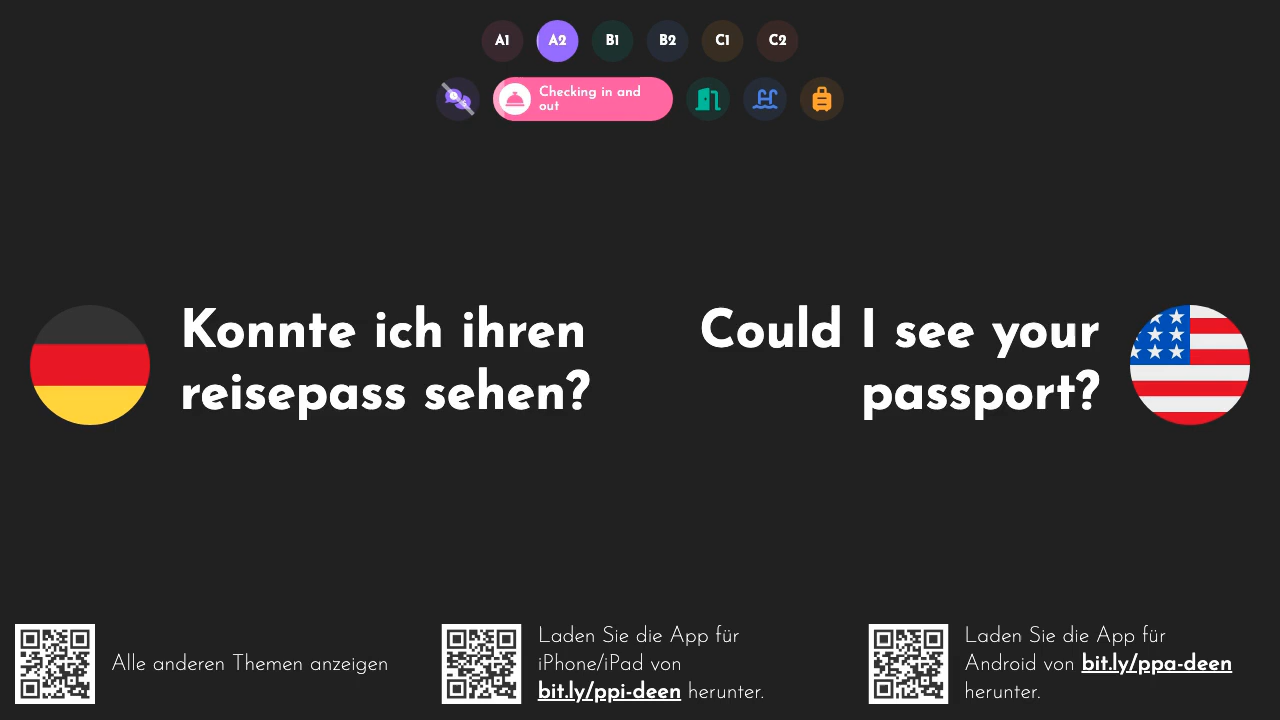 A1 A2 B1 B2 C1 C2
Checking in and
out
Konnte ich ihren
reisepass sehen?
Could I see your
passport?
Alle anderen Themen anzeigen
Laden Sie die App für
iPhone/iPad von
bit.ly/ppi-deen herunter.
Laden Sie die App für
Android von bit.ly/ppa-deen
herunter.